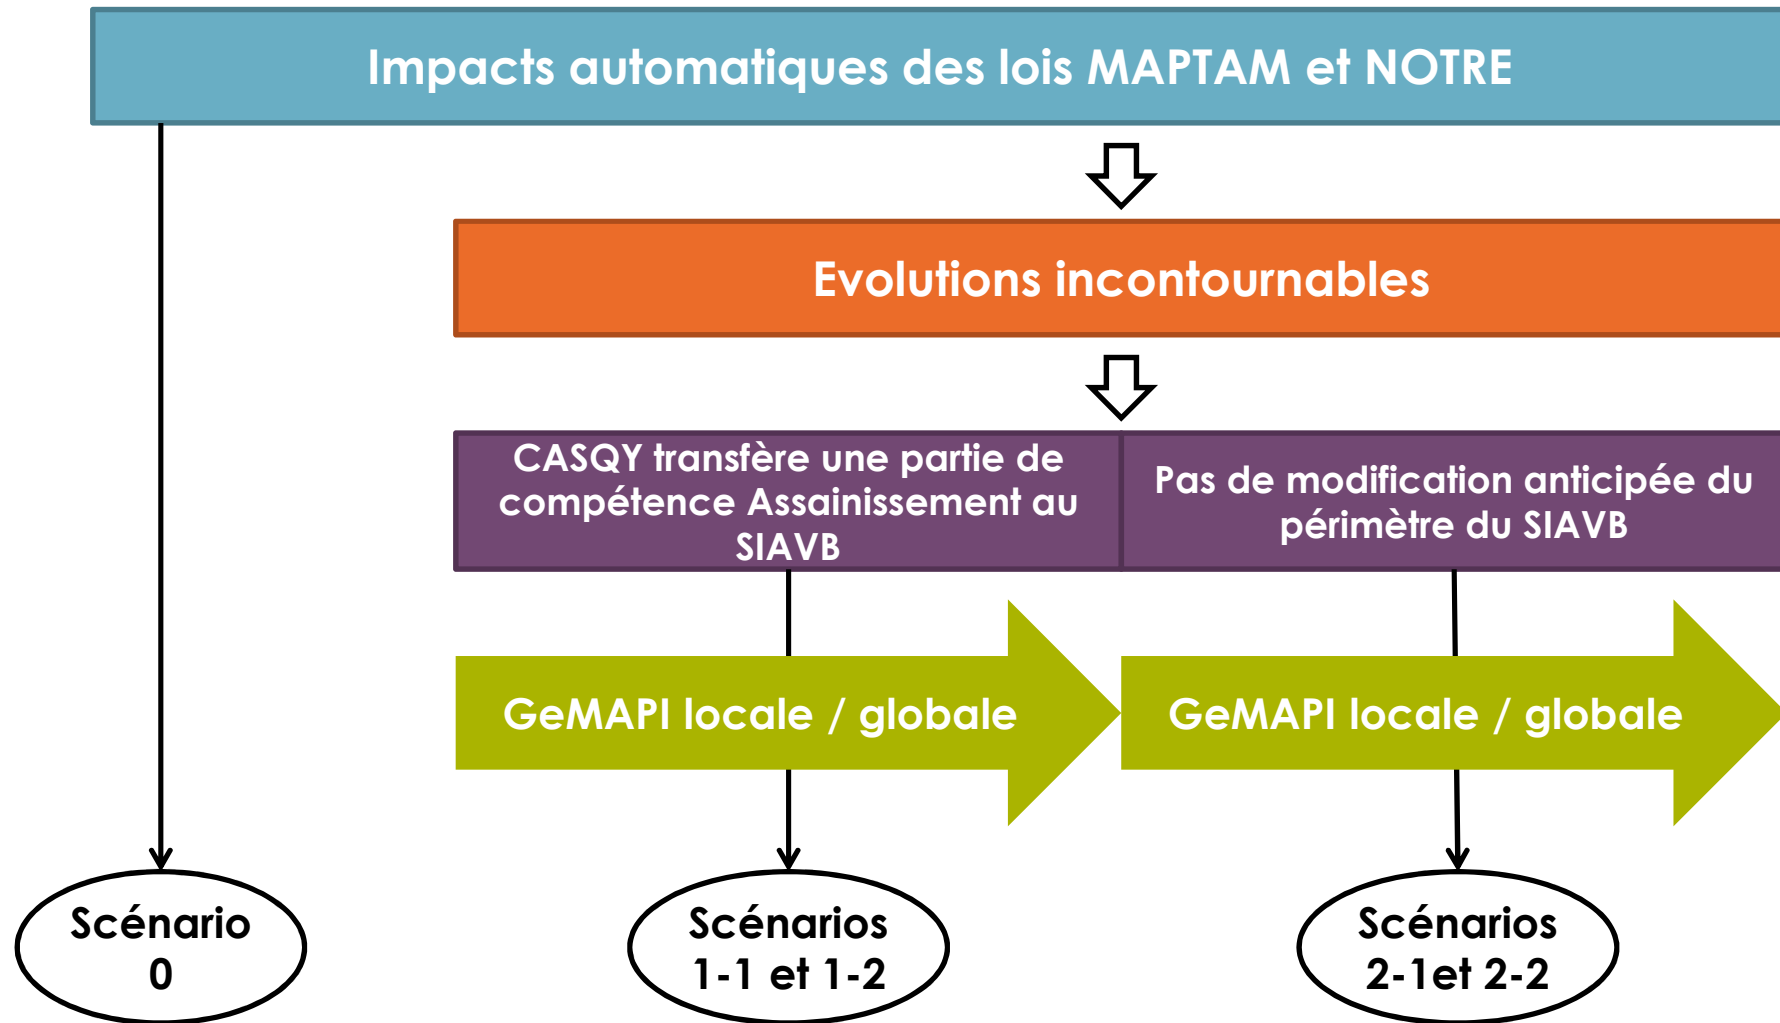 Impacts automatiques des lois MAPTAM et NOTRE
Evolutions incontournables
CASQY transfère une partie de
compétence Assainissement au
SIAVB
Pas de modification anticipée du
périmètre du SIAVB
GeMAPI locale / globale
GeMAPI locale / globale
Scénario
0
Scénarios
1-1 et 1-2
Scénarios
2-1et 2-2